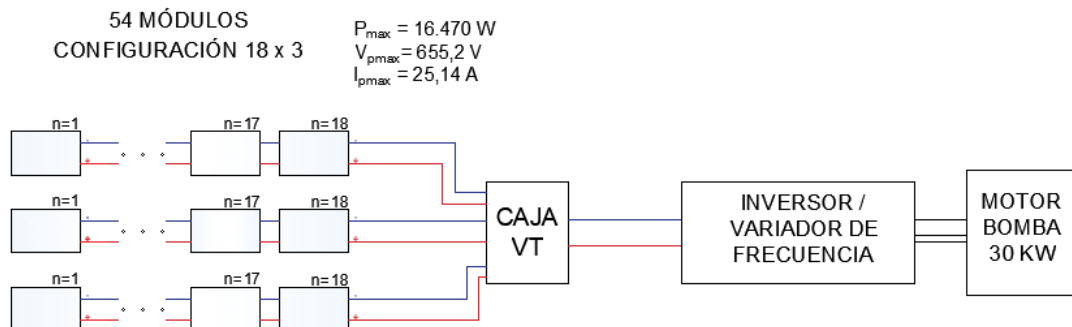 54 MÓDULOS
CONFIGURACIÓN 18 x 3
Pmax = 16.470 W
Vpmax= 655,2 V
Ipmax = 25,14 A
n=1
n=17
n=18
n=1
n=17
n=18
n=1
n=17
n=18
CAJA
VT
INVERSOR /
VARIADOR DE
FRECUENCIA
MOTOR
BOMBA
30 KW